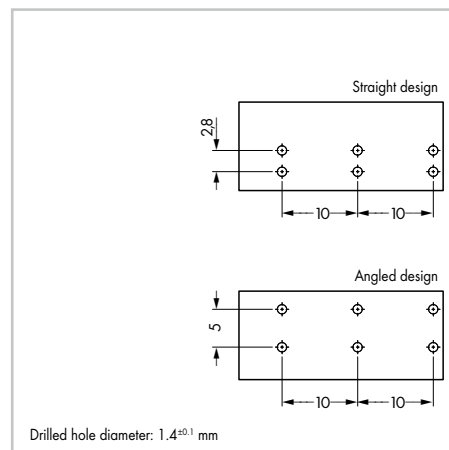 Straight design
2,8
10 10
Angled design
5
10 10
Drilled hole diameter: 1.4±0.1 mm